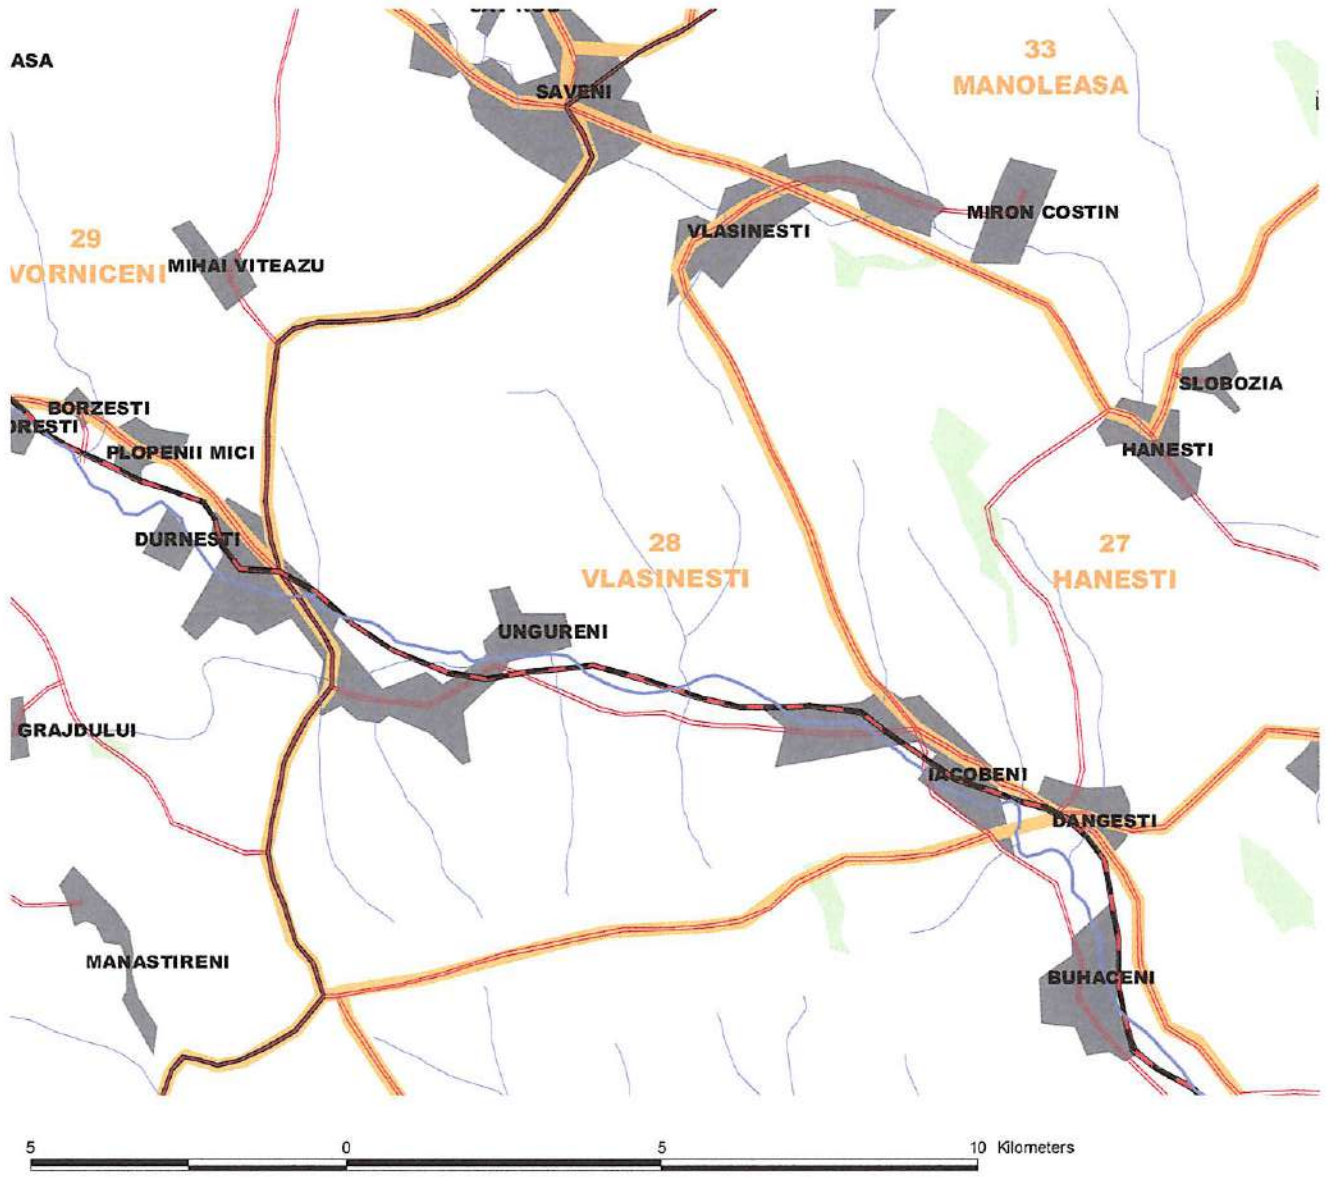 ASA
33
MANOLEASA
SAVENI
MIRON COSTIN
VLASINESTI
29
VORNICENI
MIHAI VITEAZU
SLOBOZIA
BORZESTI
ORESTI
PLOPENII MICI
HANESTI
DURNESTI
28
VLASINESTI
27
HANESTI
UNGURENI
GRAJDULUI
IACOBENI
DANGESTI
MANASTIRENI
BUHACENI
5 0 5 10 Kilometers